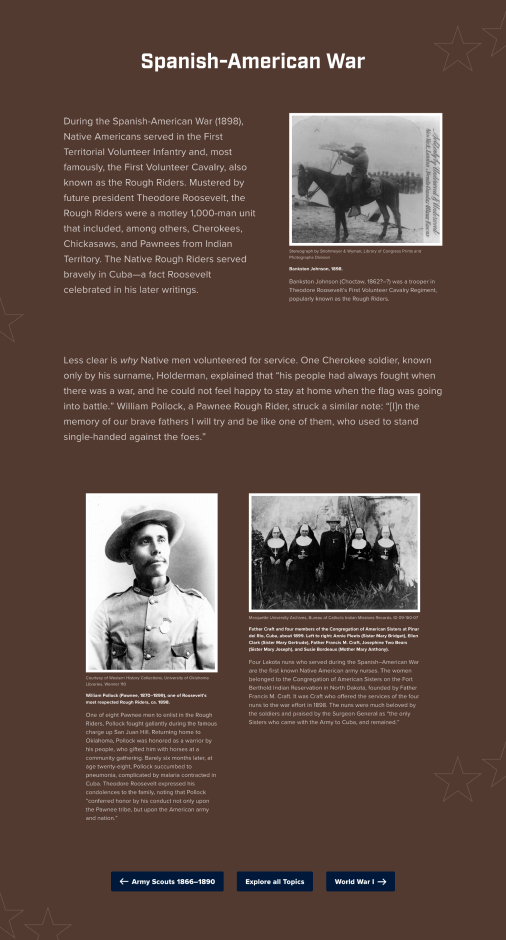 Spanish-American War
During the Spanish-American War (1898),
Native Americans served in the First
Territorial Volunteer Infantry and, most
famously, the First Volunteer Cavalry, also
known as the Rough Riders. Mustered by
future president Theodore Roosevelt, the
Rough Riders were a motley 1,000-man unit
that included, among others, Cherokees,
Chickasaws, and Pawnees from Indian
Territory. The Native Rough Riders served
bravely in Cuba—a fact Roosevelt
celebrated in his later writings.
Stereograph by Strohmeyer & Wyman, Library of Congress Prints and
Photographs Division
Bankston Johnson, 1898.
Bankston Johnson (Choctaw, 1862?–?) was a trooper in
Theodore Roosevelt's First Volunteer Cavalry Regiment,
popularly known as the Rough Riders.
Less clear is why Native men volunteered for service. One Cherokee soldier, known
only by his surname, Holderman, explained that “his people had always fought when
there was a war, and he could not feel happy to stay at home when the flag was going
into battle.” William Pollock, a Pawnee Rough Rider, struck a similar note: “[I]n the
memory of our brave fathers I will try and be like one of them, who used to stand
single-handed against the foes.”
Courtesy of Western History Collections, University of Oklahoma
Libraries,
William Pollock (Pawnee, 1870–1899), one of Roosevelt's
most respected Rough Riders, ca. 1898.
One of eight Pawnee men to enlist in the Rough
Riders, Pollock fought gallantly during the famous
charge up San Juan Hill. Returning home to
Oklahoma, Pollock was honored as a warrior by
his people, who gifted him with horses at a
community gathering. Barely six months later, at
age twenty-eight, Pollock succumbed to
pneumonia, complicated by malaria contracted in
Cuba. Theodore Roosevelt expressed his
condolences to the family, noting that Pollock
“conferred honor by his conduct not only upon
the Pawnee tribe, but upon the American army
and nation.”
Marquette University Archives, Bureau of Catholic Indian Missions Records, ID
Father Craft and four members of the Congregation of American Sisters at Pinar
del Rio, Cuba, about 1899. Left to right: Annie Pleets (Sister Mary Bridget), Ellen
Clark (Sister Mary Gertrude), Father Francis M. Craft, Josephine Two Bears
(Sister Mary Joseph), and Susie Bordeaux (Mother Mary Anthony).
Four Lakota nuns who served during the Spanish–American War
are the first known Native American army nurses. The women
belonged to the Congregation of American Sisters on the Fort
Berthold Indian Reservation in North Dakota, founded by Father
Francis M. Craft. It was Craft who offered the services of the four
nuns to the war effort in 1898. The nuns were much beloved by
the soldiers and praised by the Surgeon General as “the only
Sisters who came with the Army to Cuba, and remained.”
← Army Scouts 1866–1890
Explore all Topics
World War I →